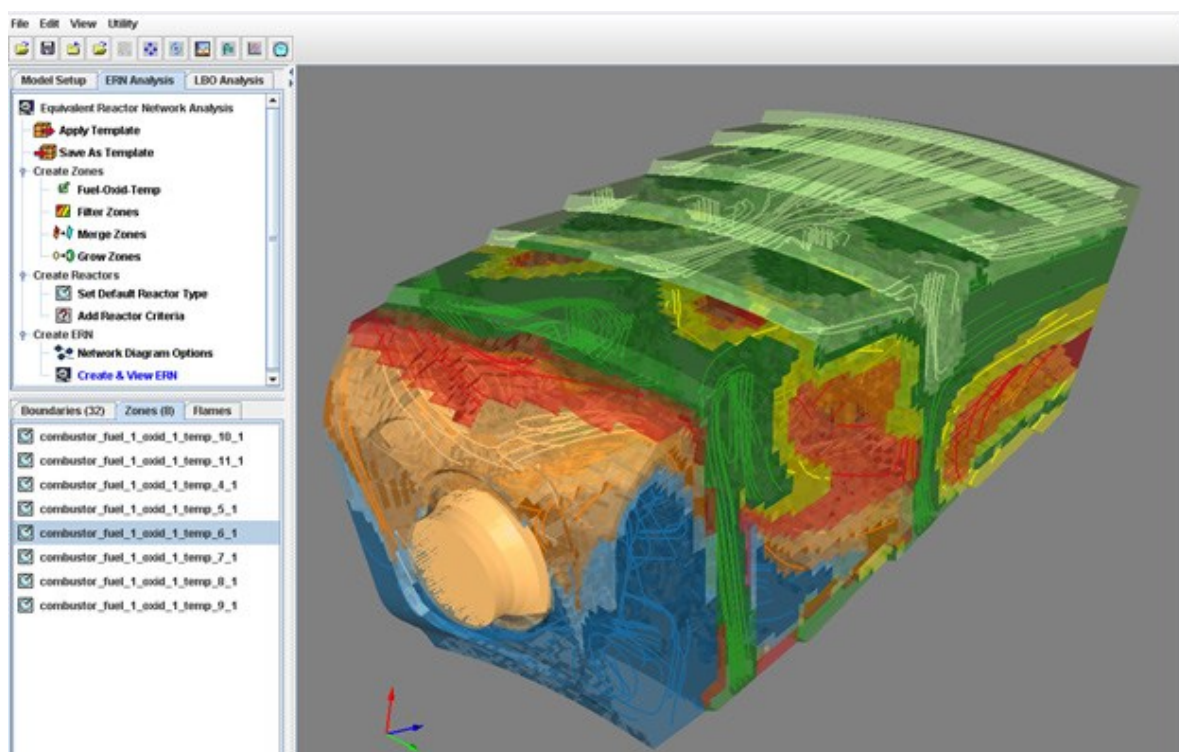 File Edit View Utility
Model Setup ERN Analysis LBO Analysis
Equivalent Reactor Network Analysis
Apply Template
Save As Template
Create Zones
Fuel-Oxid-Temp
Filter Zones
Merge Zones
Grow Zones
Create Reactors
Set Default Reactor Type
Add Reactor Criteria
Create ERN
Network Diagram Options
Create & View ERN
Boundaries (32) Zones (8) Flames
combustor_fuel_1_oxid_1_temp_10_1
combustor_fuel_1_oxid_1_temp_11_1
combustor_fuel_1_oxid_1_temp_4_1
combustor_fuel_1_oxid_1_temp_5_1
combustor_fuel_1_oxid_1_temp_6_1
combustor_fuel_1_oxid_1_temp_7_1
combustor_fuel_1_oxid_1_temp_8_1
combustor_fuel_1_oxid_1_temp_9_1